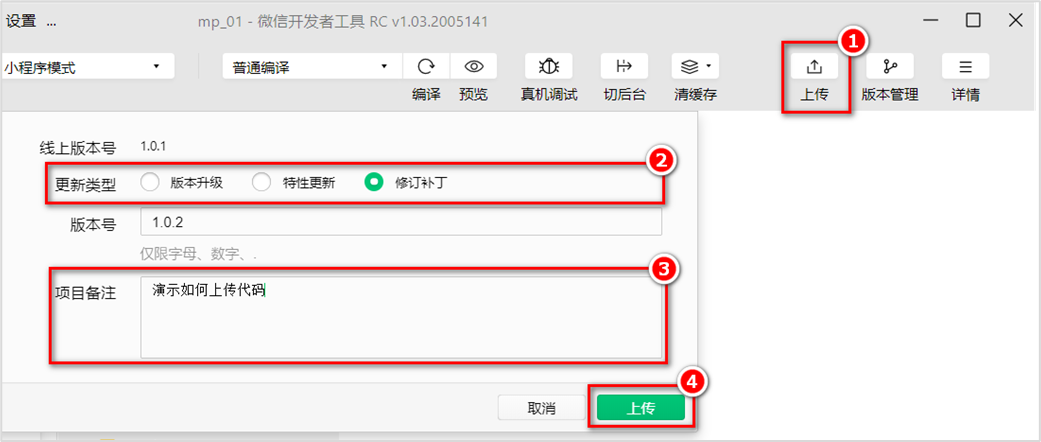 设置 ... mp_01 - 微信开发者工具 RC v1.03.2005141
1
小程序模式 普通编译
编译 预览 真机调试 切后台 清缓存 上传 版本管理 详情
线上版本号 1.0.1
2
更新类型 版本升级 特性更新 修订补丁
版本号 1.0.2
仅限字母、数字、.
3
项目备注 演示如何上传代码
4
取消 上传